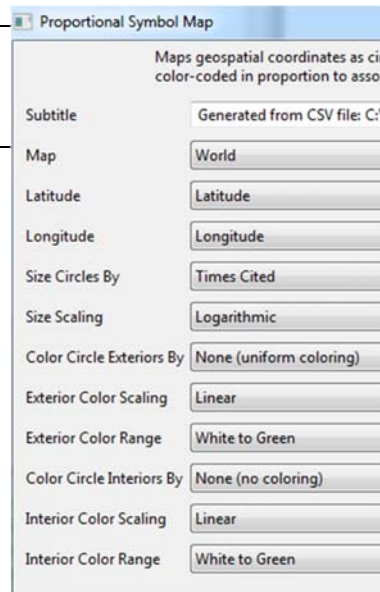 Proportional Symbol Map
Maps geospatial coordinates as
color-coded in proportion to
Subtitle Generated from CSV file: C:\
Map World
Latitude Latitude
Longitude Longitude
Size Circles By Times Cited
Size Scaling Logarithmic
Color Circle Exteriors By None (uniform coloring)
Exterior Color Scaling Linear
Exterior Color Range White to Green
Color Circle Interiors By None (no coloring)
Interior Color Scaling Linear
Interior Color Range White to Green